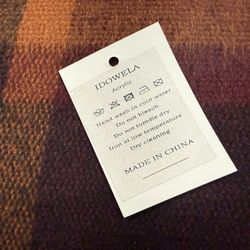 IDOWELA
Acrylic
Hand wash in cold water
Do not bleach
Do not tumdle dry
Iron at low temperature
Dry cleaning
MADE IN CHINA